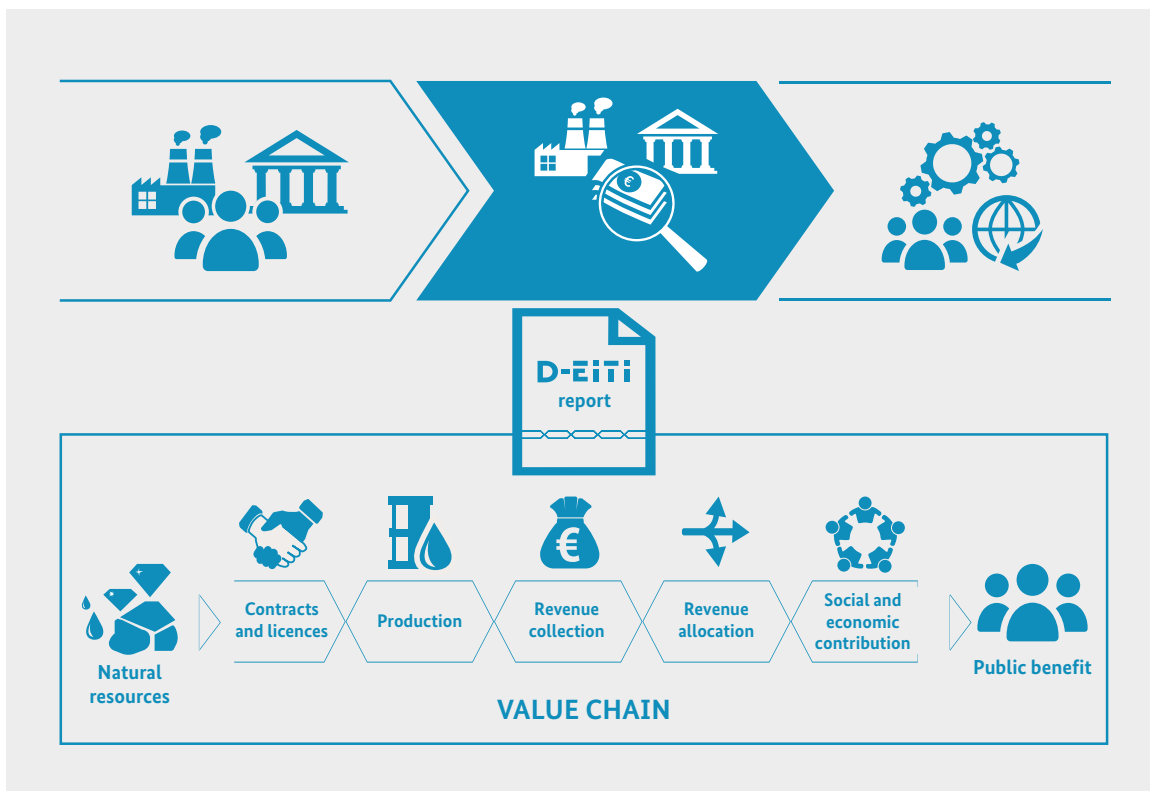 D-EiTi
report
Contracts
and licences
Production
Revenue
collection
Revenue
allocation
Social and
economic
contribution
Natural
resources
Public benefit
VALUE CHAIN